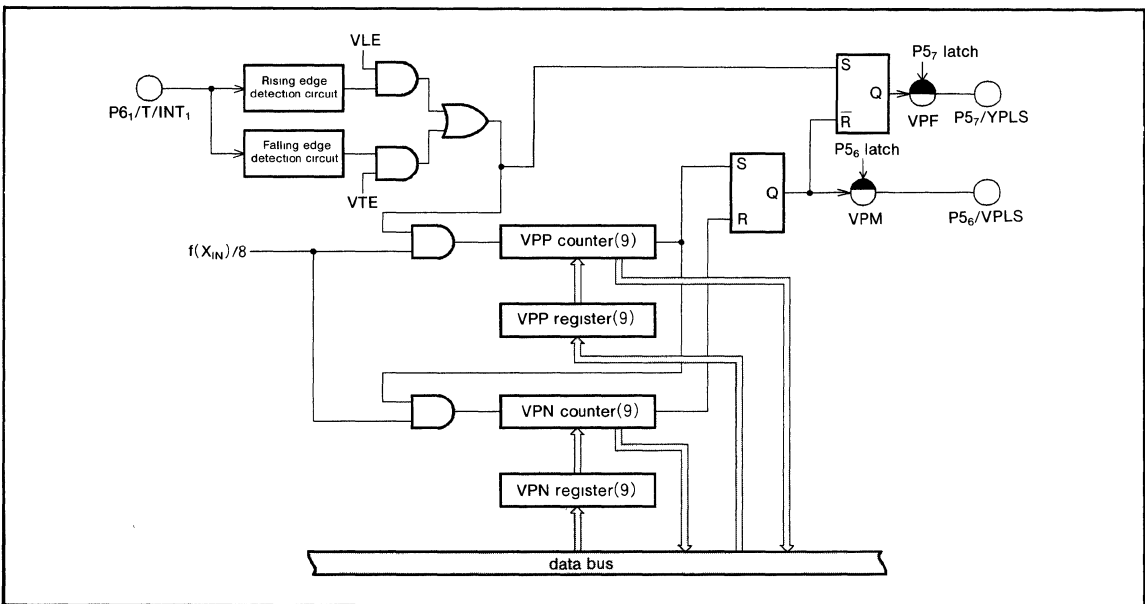 VLE
P5₇ latch
Rising edge
detection circuit
S
Q
R̅
P6₁/T/INT₁
VPF
P5₇/YPLS
Falling edge
detection circuit
P5₆ latch
VTE
S
Q
R
VPM
P5₆/VPLS
f(X_IN)/8
VPP counter(9)
VPP register(9)
VPN counter(9)
VPN register(9)
data bus